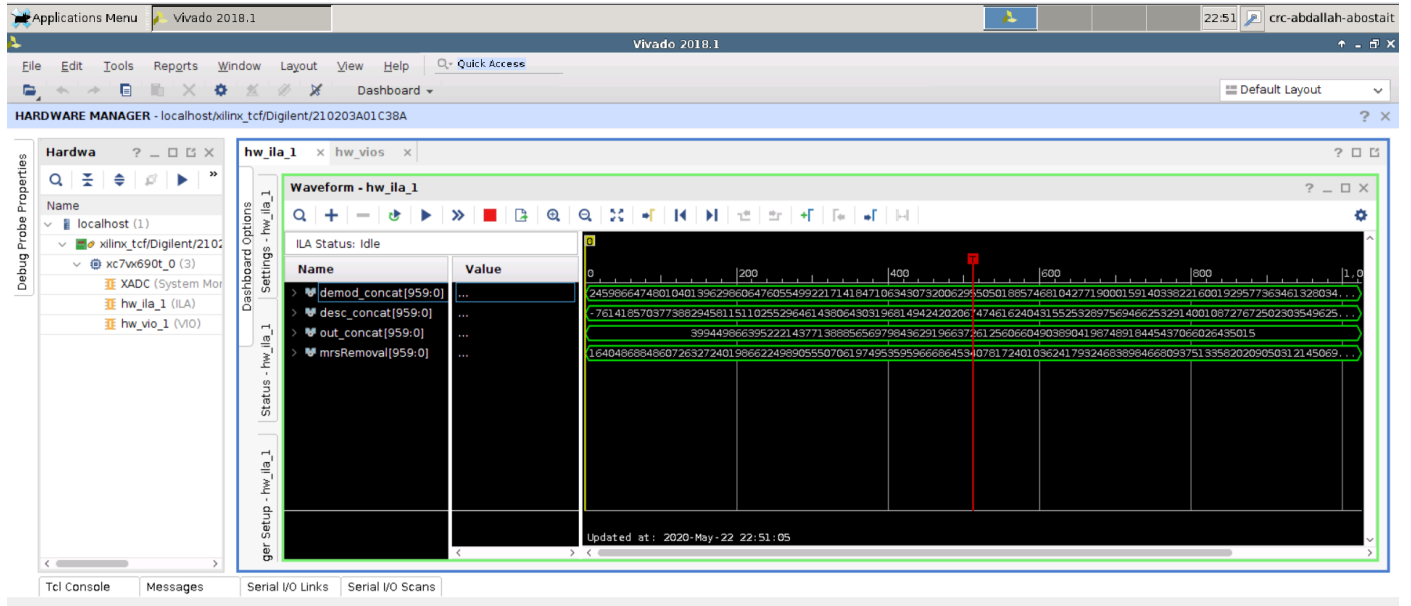 Applications Menu Vivado 2018.1 22:51 crc-abdallah-abostait
Vivado 2018.1
File Edit Tools Reports Window Layout View Help Quick Access
Dashboard Default Layout
HARDWARE MANAGER - localhost/xilinx_tcf/Digilent/210203A01C38A
Debug Probe Properties
Hardwa
Name
localhost (1)
xilinx_tcf/Digilent/2102
xc7vx690t_0 (3)
XADC (System Mor
hw_ila_1 (ILA)
hw_vio_1 (VIO)
hw_ila_1 hw_vios
Dashboard Options
Settings - hw_ila_1
Status - hw_ila_1
ger Setup - hw_ila_1
Waveform - hw_ila_1
ILA Status: Idle
Name Value
0
T
0 200 400 600 800 1,0
demod_concat[959:0] ...
desc_concat[959:0] ...
out_concat[959:0] ...
mrsRemoval[959:0] ...
Updated at: 2020-May-22 22:51:05
Tcl Console Messages Serial I/O Links Serial I/O Scans